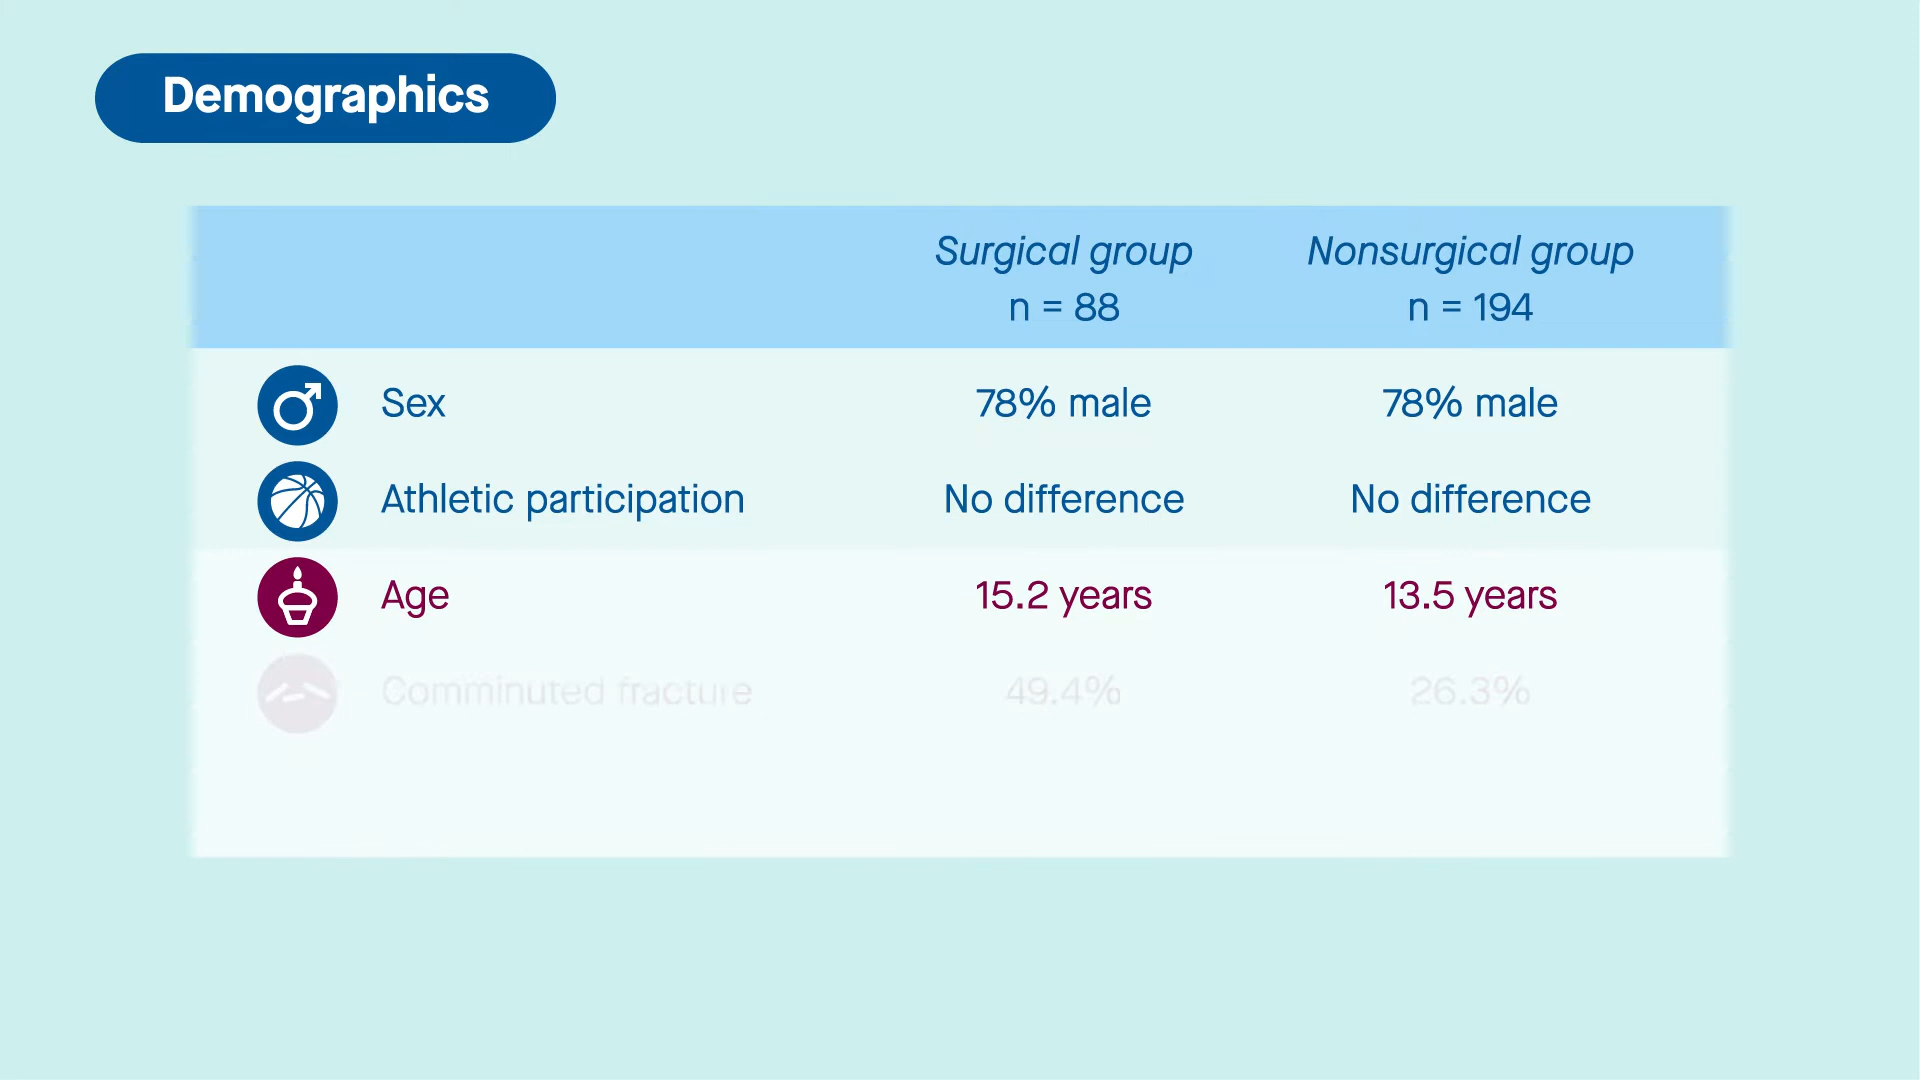 Demographics
Surgical group Nonsurgical group
n = 88 n = 194
Sex 78% male 78% male
Athletic participation No difference No difference
Age 15.2 years 13.5 years
Comminuted fracture 49.4% 26.3%